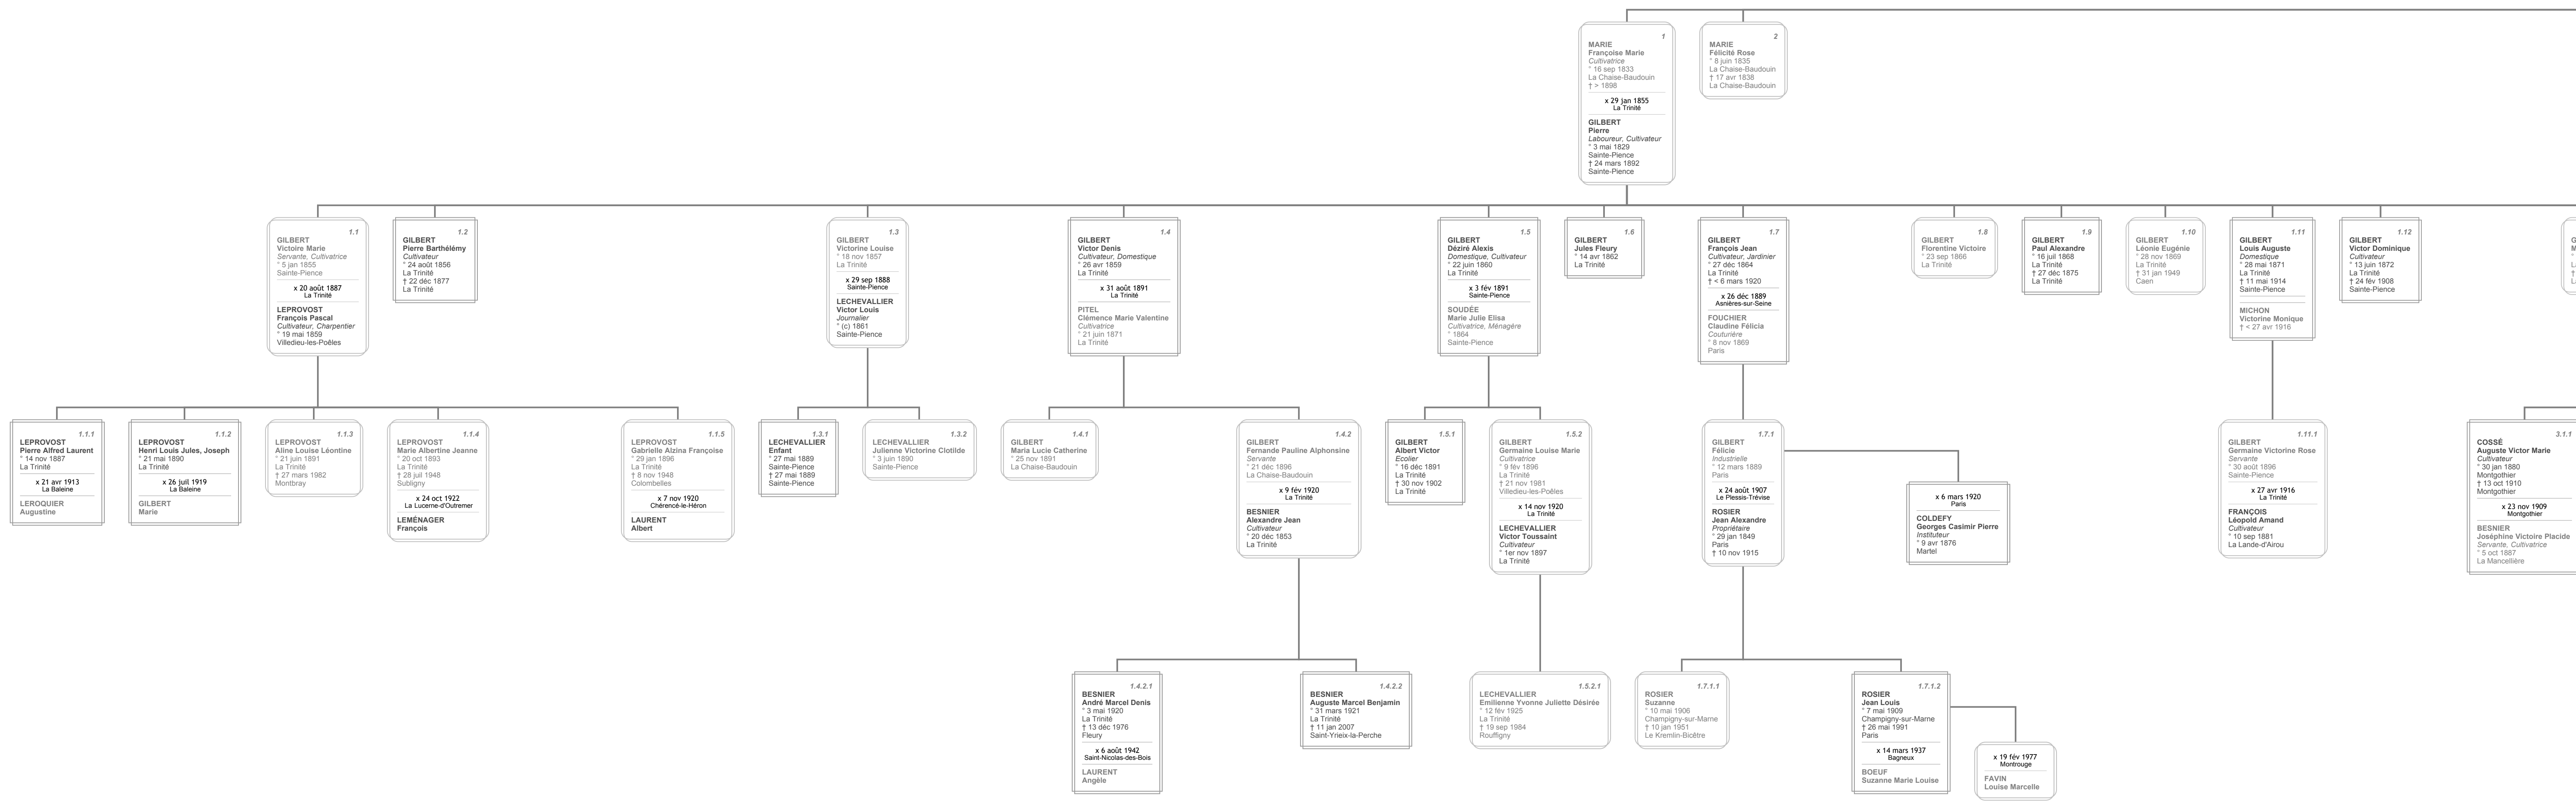 1
MARIE
Françoise Marie
Cultivatrice
° 16 sep 1833
La Chaise-Baudouin
† > 1898
x 29 jan 1855
La Trinité
GILBERT
Pierre
Laboureur, Cultivateur
° 3 mai 1829
Sainte-Pience
† 24 mars 1892
Sainte-Pience
2
MARIE
Félicité Rose
° 8 juin 1835
La Chaise-Baudouin
† 17 avr 1838
La Chaise-Baudouin
1.1
GILBERT
Victoire Marie
Servante, Cultivatrice
° 5 jan 1855
Sainte-Pience
x 20 août 1887
La Trinité
LEPROVOST
François Pascal
Cultivateur, Charpentier
° 19 mai 1859
Villedieu-les-Poêles
1.2
GILBERT
Pierre Barthélémy
Cultivateur
° 24 août 1856
La Trinité
† 22 déc 1877
La Trinité
1.3
GILBERT
Victorine Louise
° 18 nov 1857
La Trinité
x 29 sep 1888
Sainte-Pience
LECHEVALLIER
Victor Louis
Journalier
° (c) 1861
Sainte-Pience
1.4
GILBERT
Victor Denis
Cultivateur, Domestique
° 26 avr 1859
La Trinité
x 31 août 1891
La Trinité
PITEL
Clémence Marie Valentine
Cultivatrice
° 21 juin 1871
La Trinité
1.5
GILBERT
Déziré Alexis
Domestique, Cultivateur
° 22 juin 1860
La Trinité
x 3 fév 1891
Sainte-Pience
SOUDÉE
Marie Julie Elisa
Cultivatrice, Ménagère
° 1864
Sainte-Pience
1.6
GILBERT
Jules Fleury
° 14 avr 1862
La Trinité
1.7
GILBERT
François Jean
Cultivateur, Jardinier
° 27 déc 1864
La Trinité
† < 6 mars 1920
x 26 déc 1889
Asnières-sur-Seine
FOUCHIER
Claudine Félicia
Couturière
° 8 nov 1869
Paris
1.8
GILBERT
Florentine Victoire
° 23 sep 1866
La Trinité
1.9
GILBERT
Paul Alexandre
° 16 juil 1868
La Trinité
† 27 déc 1875
La Trinité
1.10
GILBERT
Léonie Eugénie
° 28 nov 1869
La Trinité
† 31 jan 1949
Caen
1.11
GILBERT
Louis Auguste
Domestique
° 28 mai 1871
La Trinité
† 11 mai 1914
Sainte-Pience
MICHON
Victorine Monique
† < 27 avr 1916
1.12
GILBERT
Victor Dominique
Cultivateur
° 13 juin 1872
La Trinité
† 24 fév 1908
Sainte-Pience
1.1.1
LEPROVOST
Pierre Alfred Laurent
° 14 nov 1887
La Trinité
x 21 avr 1913
La Baleine
LEROQUIER
Augustine
1.1.2
LEPROVOST
Henri Louis Jules, Joseph
° 21 mai 1890
La Trinité
x 26 juil 1919
La Baleine
GILBERT
Marie
1.1.3
LEPROVOST
Aline Louise Léontine
° 21 juin 1891
La Trinité
† 27 mars 1982
Montbray
1.1.4
LEPROVOST
Marie Albertine Jeanne
° 20 oct 1893
La Trinité
† 28 juil 1948
Subligny
x 24 oct 1922
La Lucerne-d'Outremer
LEMÉNAGER
François
1.1.5
LEPROVOST
Gabrielle Alzina Françoise
° 29 jan 1896
La Trinité
† 8 nov 1948
Colombelles
x 7 nov 1920
Chérencé-le-Héron
LAURENT
Albert
1.3.1
LECHEVALLIER
Enfant
° 27 mai 1889
Sainte-Pience
† 27 mai 1889
Sainte-Pience
1.3.2
LECHEVALLIER
Julienne Victorine Clotilde
° 3 juin 1890
Sainte-Pience
1.4.1
GILBERT
Maria Lucie Catherine
° 25 nov 1891
La Chaise-Baudouin
1.4.2
GILBERT
Fernande Pauline Alphonsine
Servante
° 21 déc 1896
La Chaise-Baudouin
x 9 fév 1920
La Trinité
BESNIER
Alexandre Jean
Cultivateur
° 20 déc 1853
La Trinité
1.5.1
GILBERT
Albert Victor
Ecolier
° 16 déc 1891
La Trinité
† 30 nov 1902
La Trinité
1.5.2
GILBERT
Germaine Louise Marie
Cultivatrice
° 9 fév 1896
La Trinité
† 21 nov 1981
Villedieu-les-Poêles
x 14 nov 1920
La Trinité
LECHEVALLIER
Victor Toussaint
Cultivateur
° 1er nov 1897
La Trinité
1.7.1
GILBERT
Félicie
Industrielle
° 12 mars 1889
Paris
x 24 août 1907
Le Plessis-Trévise
ROSIER
Jean Alexandre
Propriétaire
° 29 jan 1849
Paris
† 10 nov 1915
x 6 mars 1920
Paris
COLDEFY
Georges Casimir Pierre
Instituteur
° 9 avr 1876
Martel
1.11.1
GILBERT
Germaine Victorine Rose
Servante
° 30 août 1896
Sainte-Pience
x 27 avr 1916
La Trinité
FRANÇOIS
Léopold Amand
Cultivateur
° 10 sep 1881
La Lande-d'Airou
3.1.1
COSSÉ
Auguste Victor Marie
Cultivateur
° 30 jan 1880
Montgothier
† 13 oct 1910
Montgothier
x 23 nov 1909
Montgothier
BESNIER
Joséphine Victoire Placide
Servante, Cultivatrice
° 5 oct 1887
La Mancellière
1.4.2.1
BESNIER
André Marcel Denis
° 3 mai 1920
La Trinité
† 13 déc 1976
Fleury
x 6 août 1942
Saint-Nicolas-des-Bois
LAURENT
Angèle
1.4.2.2
BESNIER
Auguste Marcel Benjamin
° 31 mars 1921
La Trinité
† 11 jan 2007
Saint-Yrieix-la-Perche
1.5.2.1
LECHEVALLIER
Emilienne Yvonne Juliette Désirée
° 12 fév 1925
La Trinité
† 19 sep 1984
Rouffigny
1.7.1.1
ROSIER
Suzanne
° 10 mai 1906
Champigny-sur-Marne
† 10 jan 1951
Le Kremlin-Bicêtre
1.7.1.2
ROSIER
Jean Louis
° 7 mai 1909
Champigny-sur-Marne
† 26 mai 1991
Paris
x 14 mars 1937
Bagneux
BOEUF
Suzanne Marie Louise
x 19 fév 1977
Montrouge
FAVIN
Louise Marcelle